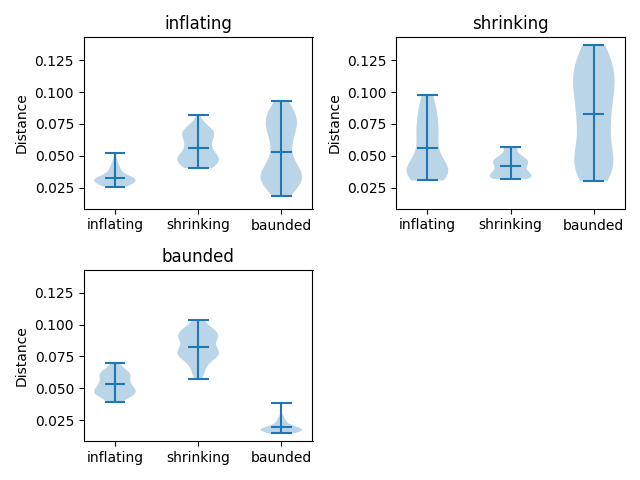 inflating
Distance
0.125
0.100
0.075
0.050
0.025
inflating shrinking baunded
shrinking
Distance
0.125
0.100
0.075
0.050
0.025
inflating shrinking baunded
baunded
Distance
0.125
0.100
0.075
0.050
0.025
inflating shrinking baunded